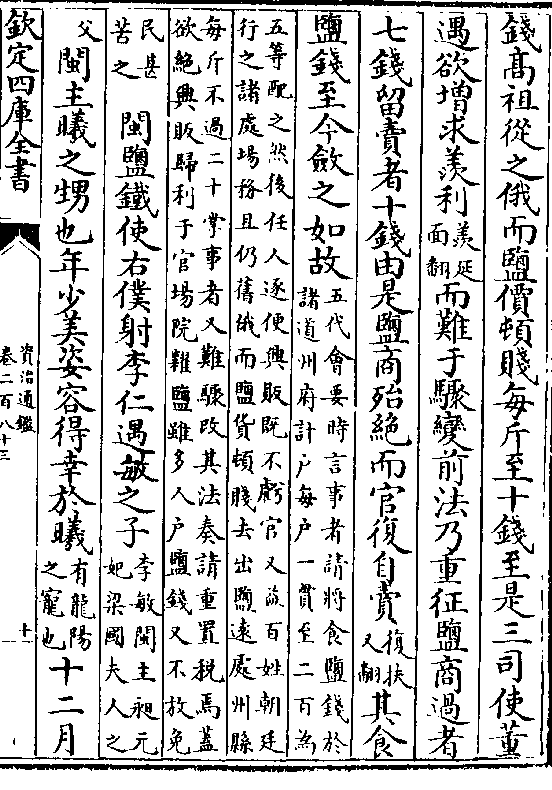 錢高祖從之俄而鹽價頓賤每斤至十錢至是三司使董
遇欲增求羨利
羨延
面翻
而難于驟變前法乃重征鹽商過者
七錢留賣者十錢由是鹽商殆絶而官復自賣
復扶
又翻
其食
鹽錢至今斂之如故
五代會要時言事者請將食鹽錢於
諸道州府計户每户一貫至二百為
五等配之然後任人逐便興販既不虧官又益百姓朝廷
行之諸處場務且仍舊俄而鹽貨頓賤去出鹽遠處州縣
每斤不過二十掌事者又難驟改其法奏請重置税焉蓋
欲絶興販歸利于官場院糶鹽雖多人户鹽錢又不放免
民甚
苦之
閩鹽鐵使右僕射李仁遇敏之子
李敏閩主昶元
妃梁國夫人之
父
閩主曦之甥也年少美姿容得幸於曦
有龍陽
之寵也
十二月
欽定四庫全書
資治通鑑
卷二百八十三
十一